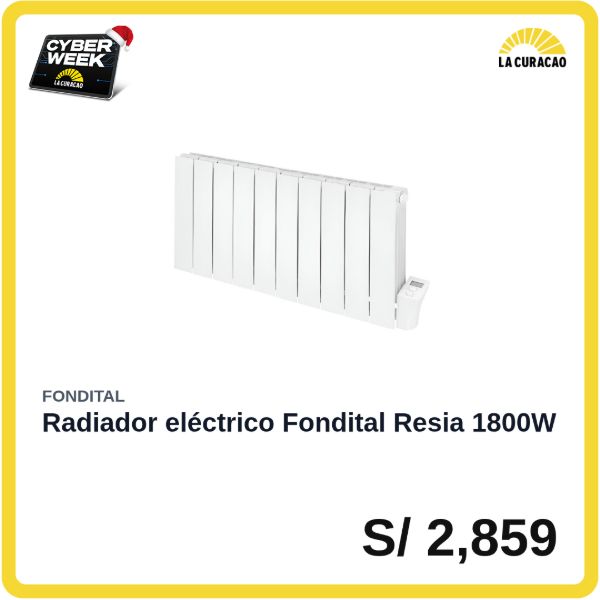 CYBER
WEEK
LA CURACAO
LA CURACAO
FONDITAL
Radiador eléctrico Fondital Resia 1800W
S/ 2,859